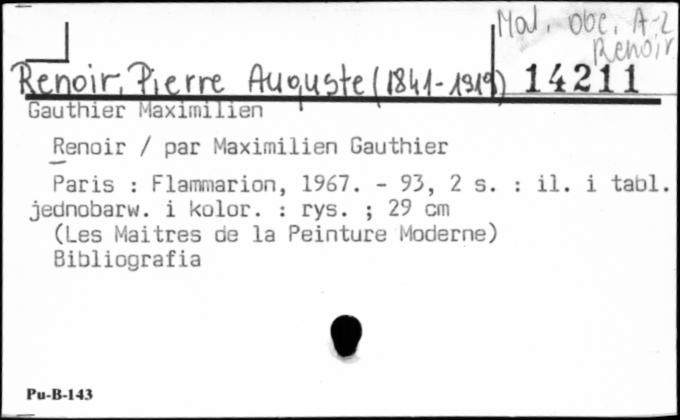 Mal. obc. A-2
Renoir
Renoir, Pierre Auguste (1841-1919) 14211
Gauthier Maximilien
Renoir / par Maximilien Gauthier
Paris : Flammarion, 1967. - 93, 2 s. : il. i tabl.
jednobarw. i kolor. : rys. ; 29 cm
(Les Maitres de la Peinture Moderne)
Bibliografia
Pu-B-143